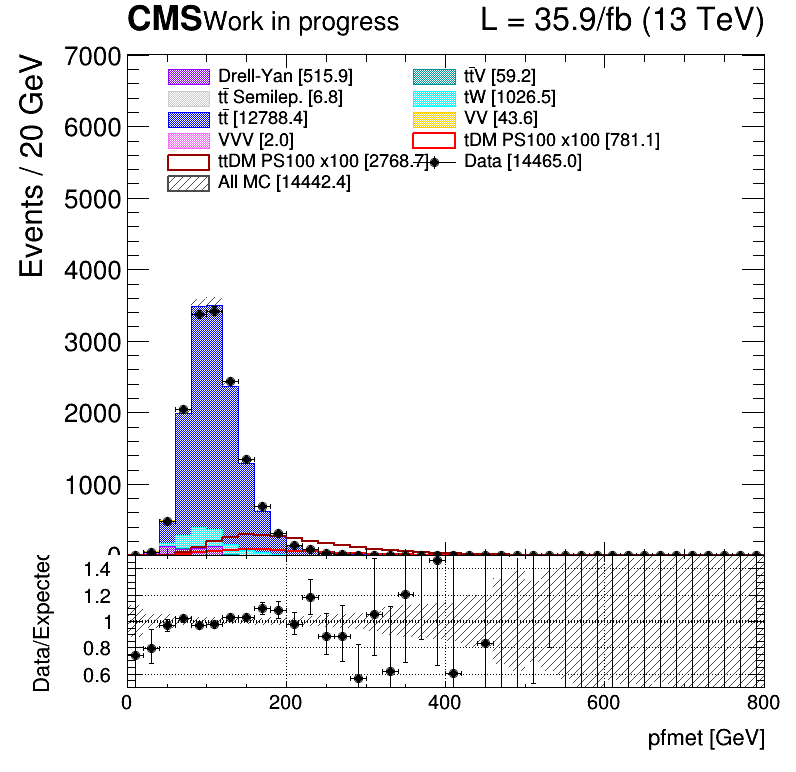 CMS Work in progress L = 35.9/fb (13 TeV)
Events / 20 GeV
7000
6000
5000
4000
3000
2000
1000
0
Drell-Yan [515.9] tt̄V [59.2]
tt̄ Semilep. [6.8] tW [1026.5]
tt̄ [12788.4] VV [43.6]
VVV [2.0] tDM PS100 x100 [781.1]
ttDM PS100 x100 [2768.7] Data [14465.0]
All MC [14442.4]
Data/Expected
1.4
1.2
1
0.8
0.6
0 200 400 600 800
pfmet [GeV]